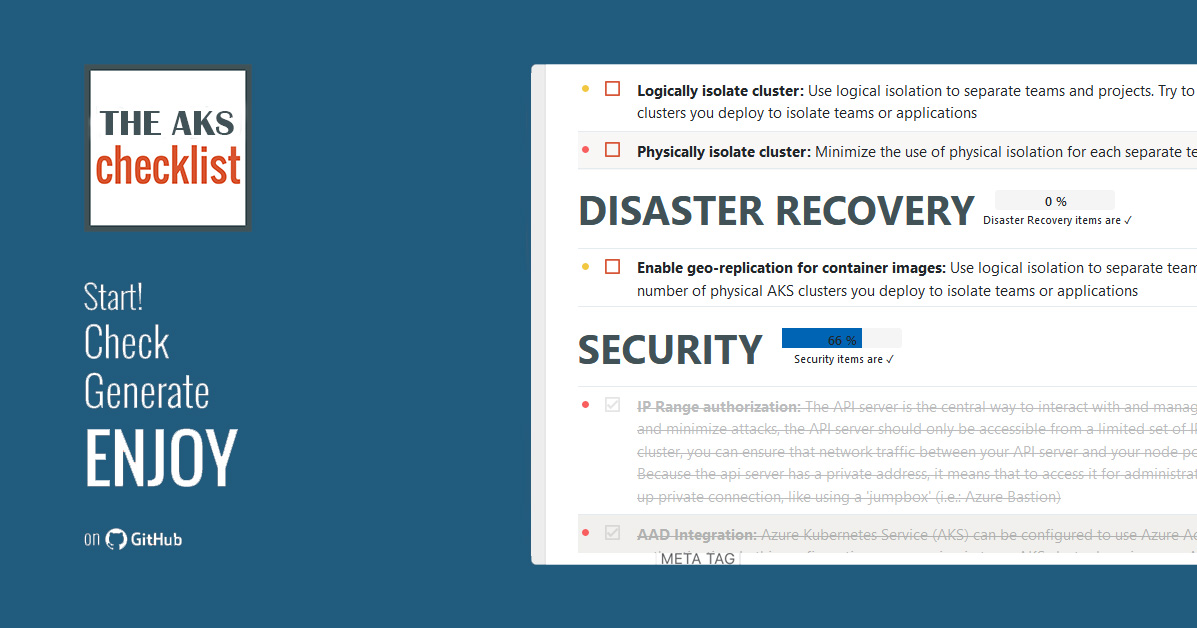 THE AKS
checklist
Start!
Check
Generate
ENJOY
on GitHub
Logically isolate cluster: Use logical isolation to separate teams and projects. Try to
clusters you deploy to isolate teams or applications
Physically isolate cluster: Minimize the use of physical isolation for each separate te
DISASTER RECOVERY
0 %
Disaster Recovery items are ✓
Enable geo-replication for container images: Use logical isolation to separate team
number of physical AKS clusters you deploy to isolate teams or applications
SECURITY
66 %
Security items are ✓
IP Range authorization: The API server is the central way to interact with and manag
and minimize attacks, the API server should only be accessible from a limited set of IP
cluster, you can ensure that network traffic between your API server and your node po
Because the api server has a private address, it means that to access it for administrat
up private connection, like using a 'jumpbox' (i.e.: Azure Bastion)
AAD Integration: Azure Kubernetes Service (AKS) can be configured to use Azure Ac
META TAG